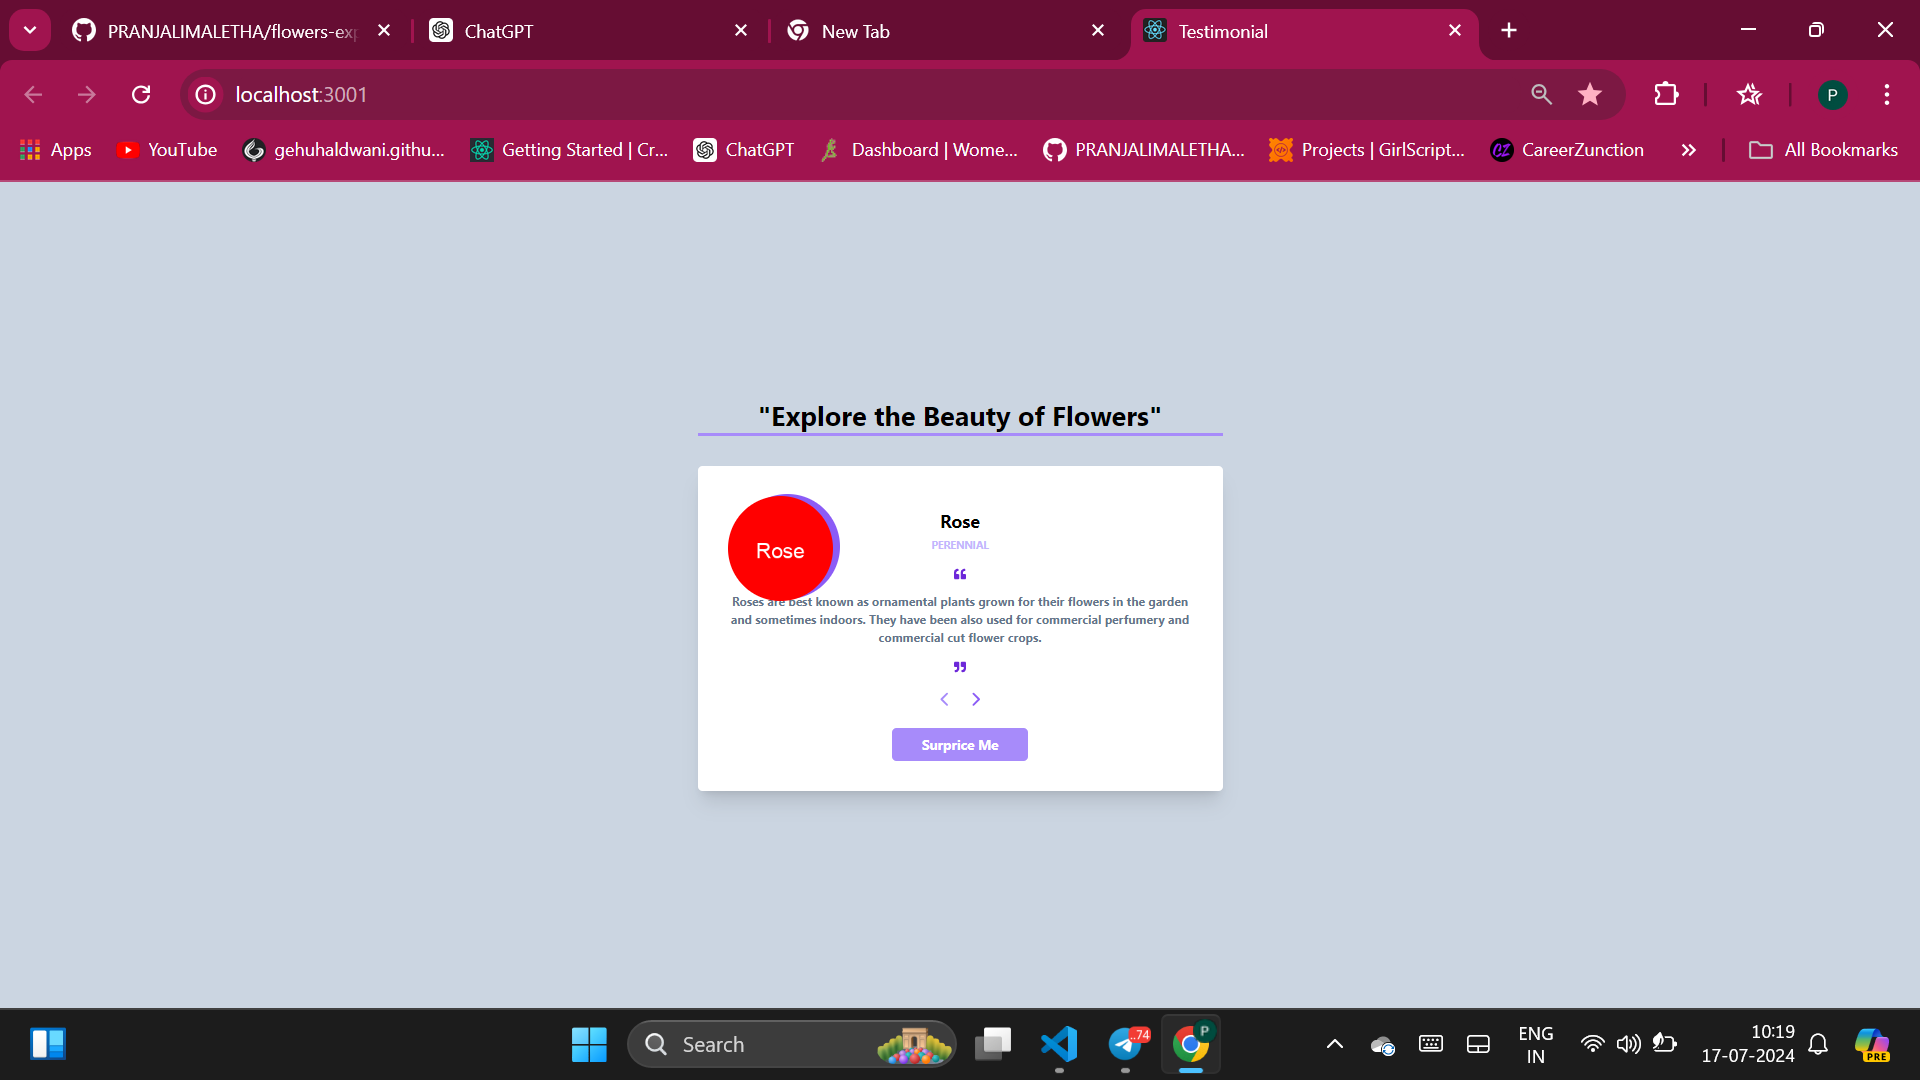 PRANJALIMALETHA/flowers-exp
ChatGPT
New Tab
Testimonial
localhost:3001
P
Apps
YouTube
gehuhaldwani.githu...
Getting Started | Cr...
ChatGPT
Dashboard | Wome...
PRANJALIMALETHA...
Projects | GirlScript...
CZ
CareerZunction
All Bookmarks
"Explore the Beauty of Flowers"
Rose
Rose
PERENNIAL
Roses are best known as ornamental plants grown for their flowers in the garden
and sometimes indoors. They have been also used for commercial perfumery and
commercial cut flower crops.
Surprice Me
Search
..74
P
ENG
IN
10:19
17-07-2024
PRE